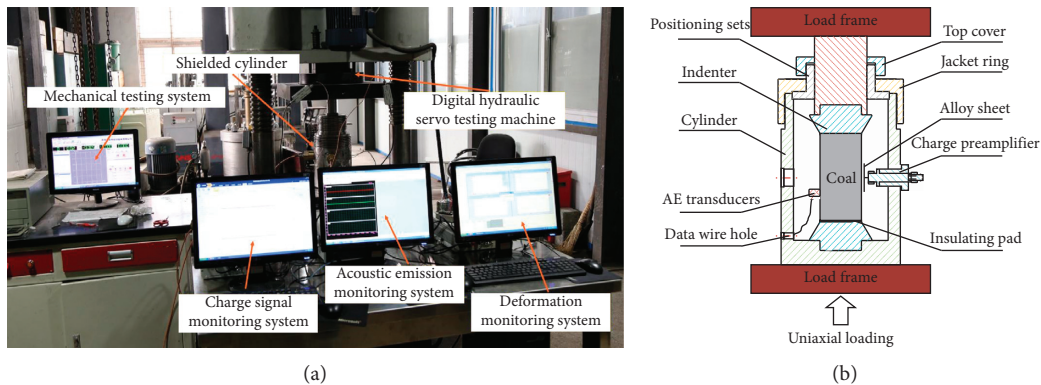 Shielded cylinder
Mechanical testing system
Digital hydraulic
servo testing machine
Charge signal
monitoring system
Acoustic emission
monitoring system
Deformation
monitoring system
(a)
Load frame
Positioning sets
Top cover
Indenter
Jacket ring
Alloy sheet
Cylinder
Charge preamplifier
Coal
AE transducers
Data wire hole
Insulating pad
Load frame
Uniaxial loading
(b)